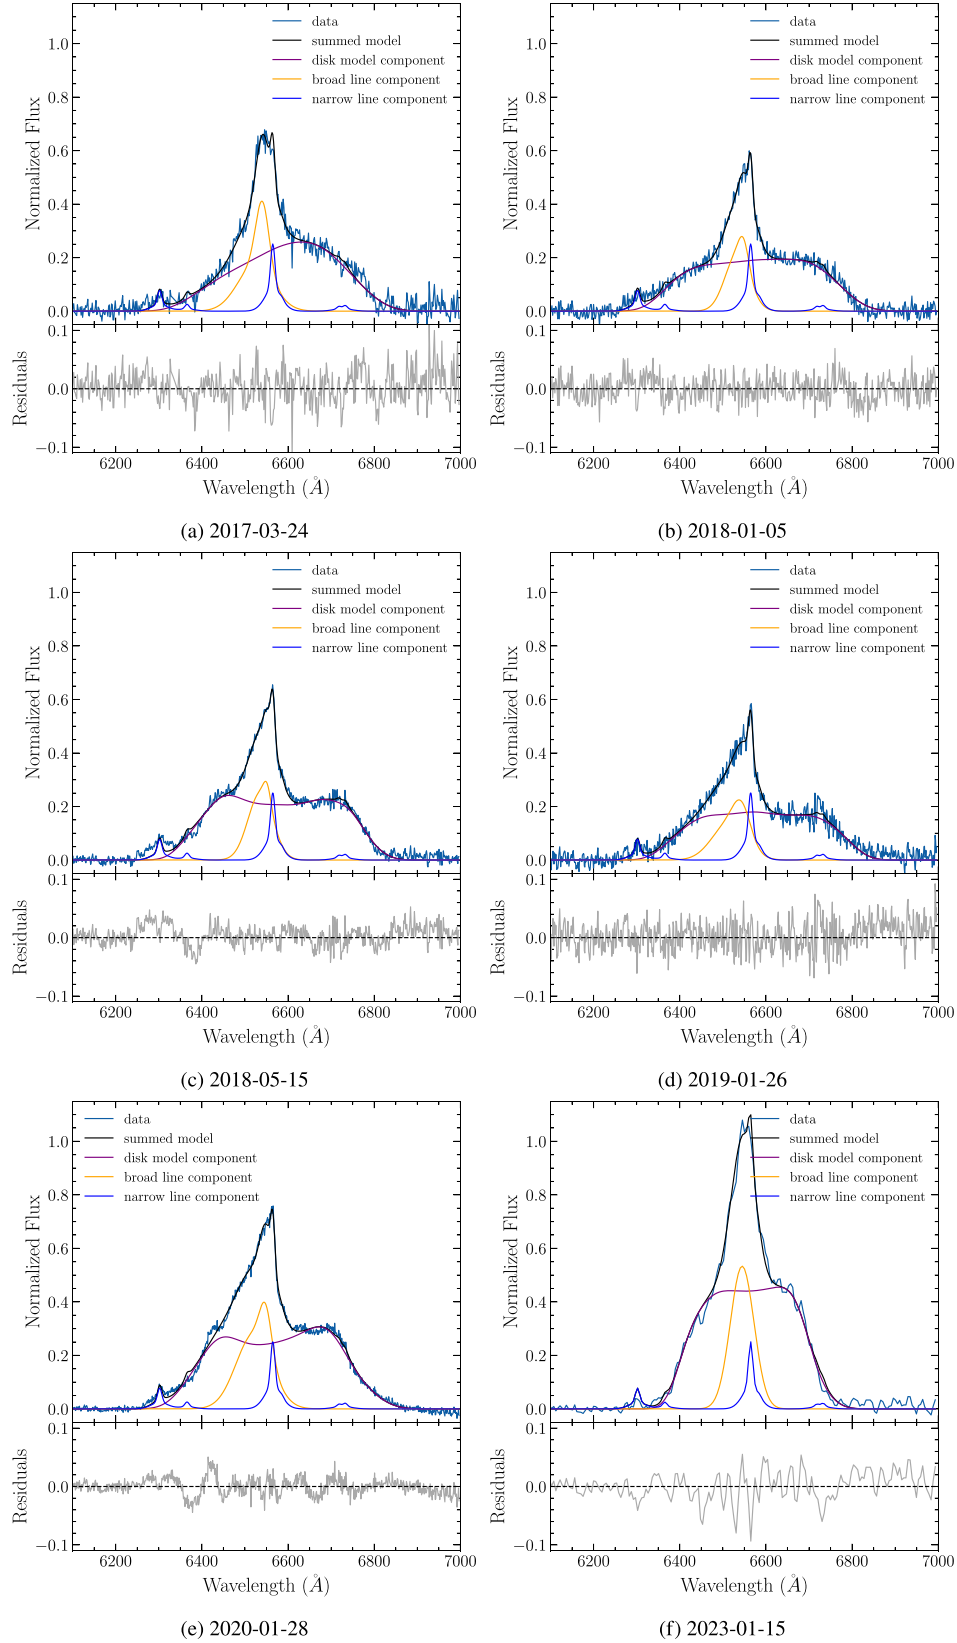 data
summed model
disk model component
broad line component
narrow line component
1.0
0.8
0.6
0.4
0.2
0.0
Normalized Flux
0.1
0.0
−0.1
Residuals
6200 6400 6600 6800 7000
Wavelength (Å)
(a) 2017-03-24
data
summed model
disk model component
broad line component
narrow line component
1.0
0.8
0.6
0.4
0.2
0.0
Normalized Flux
0.1
0.0
−0.1
Residuals
6200 6400 6600 6800 7000
Wavelength (Å)
(b) 2018-01-05
data
summed model
disk model component
broad line component
narrow line component
1.0
0.8
0.6
0.4
0.2
0.0
Normalized Flux
0.1
0.0
−0.1
Residuals
6200 6400 6600 6800 7000
Wavelength (Å)
(c) 2018-05-15
data
summed model
disk model component
broad line component
narrow line component
1.0
0.8
0.6
0.4
0.2
0.0
Normalized Flux
0.1
0.0
−0.1
Residuals
6200 6400 6600 6800 7000
Wavelength (Å)
(d) 2019-01-26
data
summed model
disk model component
broad line component
narrow line component
1.0
0.8
0.6
0.4
0.2
0.0
Normalized Flux
0.1
0.0
−0.1
Residuals
6200 6400 6600 6800 7000
Wavelength (Å)
(e) 2020-01-28
data
summed model
disk model component
broad line component
narrow line component
1.0
0.8
0.6
0.4
0.2
0.0
Normalized Flux
0.1
0.0
−0.1
Residuals
6200 6400 6600 6800 7000
Wavelength (Å)
(f) 2023-01-15